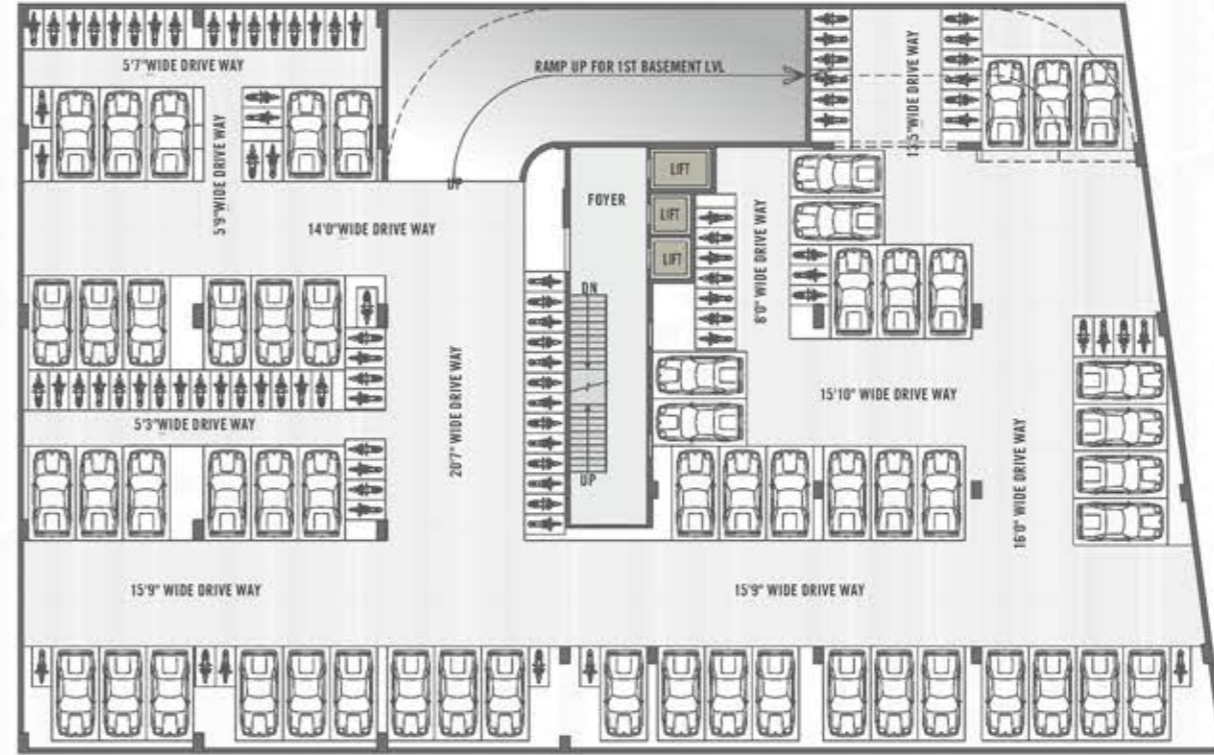 5'7"WIDE DRIVE WAY
RAMP UP FOR 1ST BASEMENT LVL
13'5"WIDE DRIVE WAY
5'9"WIDE DRIVE WAY
UP
14'0"WIDE DRIVE WAY
FOYER
LIFT
LIFT
LIFT
8'0" WIDE DRIVE WAY
DN
20'7" WIDE DRIVE WAY
15'10" WIDE DRIVE WAY
5'3"WIDE DRIVE WAY
16'0" WIDE DRIVE WAY
UP
15'9" WIDE DRIVE WAY
15'9" WIDE DRIVE WAY